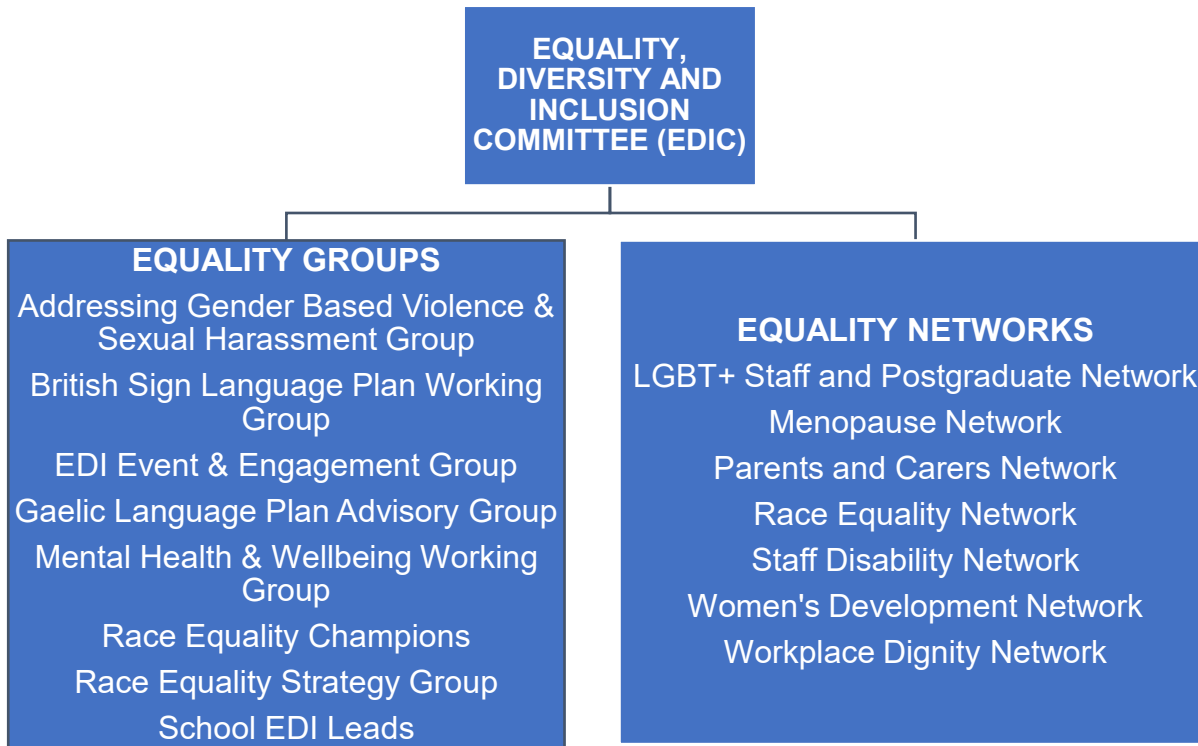 EQUALITY,
DIVERSITY AND
INCLUSION
COMMITTEE (EDIC)
EQUALITY GROUPS
Addressing Gender Based Violence &
Sexual Harassment Group
British Sign Language Plan Working
Group
EDI Event & Engagement Group
Gaelic Language Plan Advisory Group
Mental Health & Wellbeing Working
Group
Race Equality Champions
Race Equality Strategy Group
School EDI Leads
EQUALITY NETWORKS
LGBT+ Staff and Postgraduate Network
Menopause Network
Parents and Carers Network
Race Equality Network
Staff Disability Network
Women's Development Network
Workplace Dignity Network